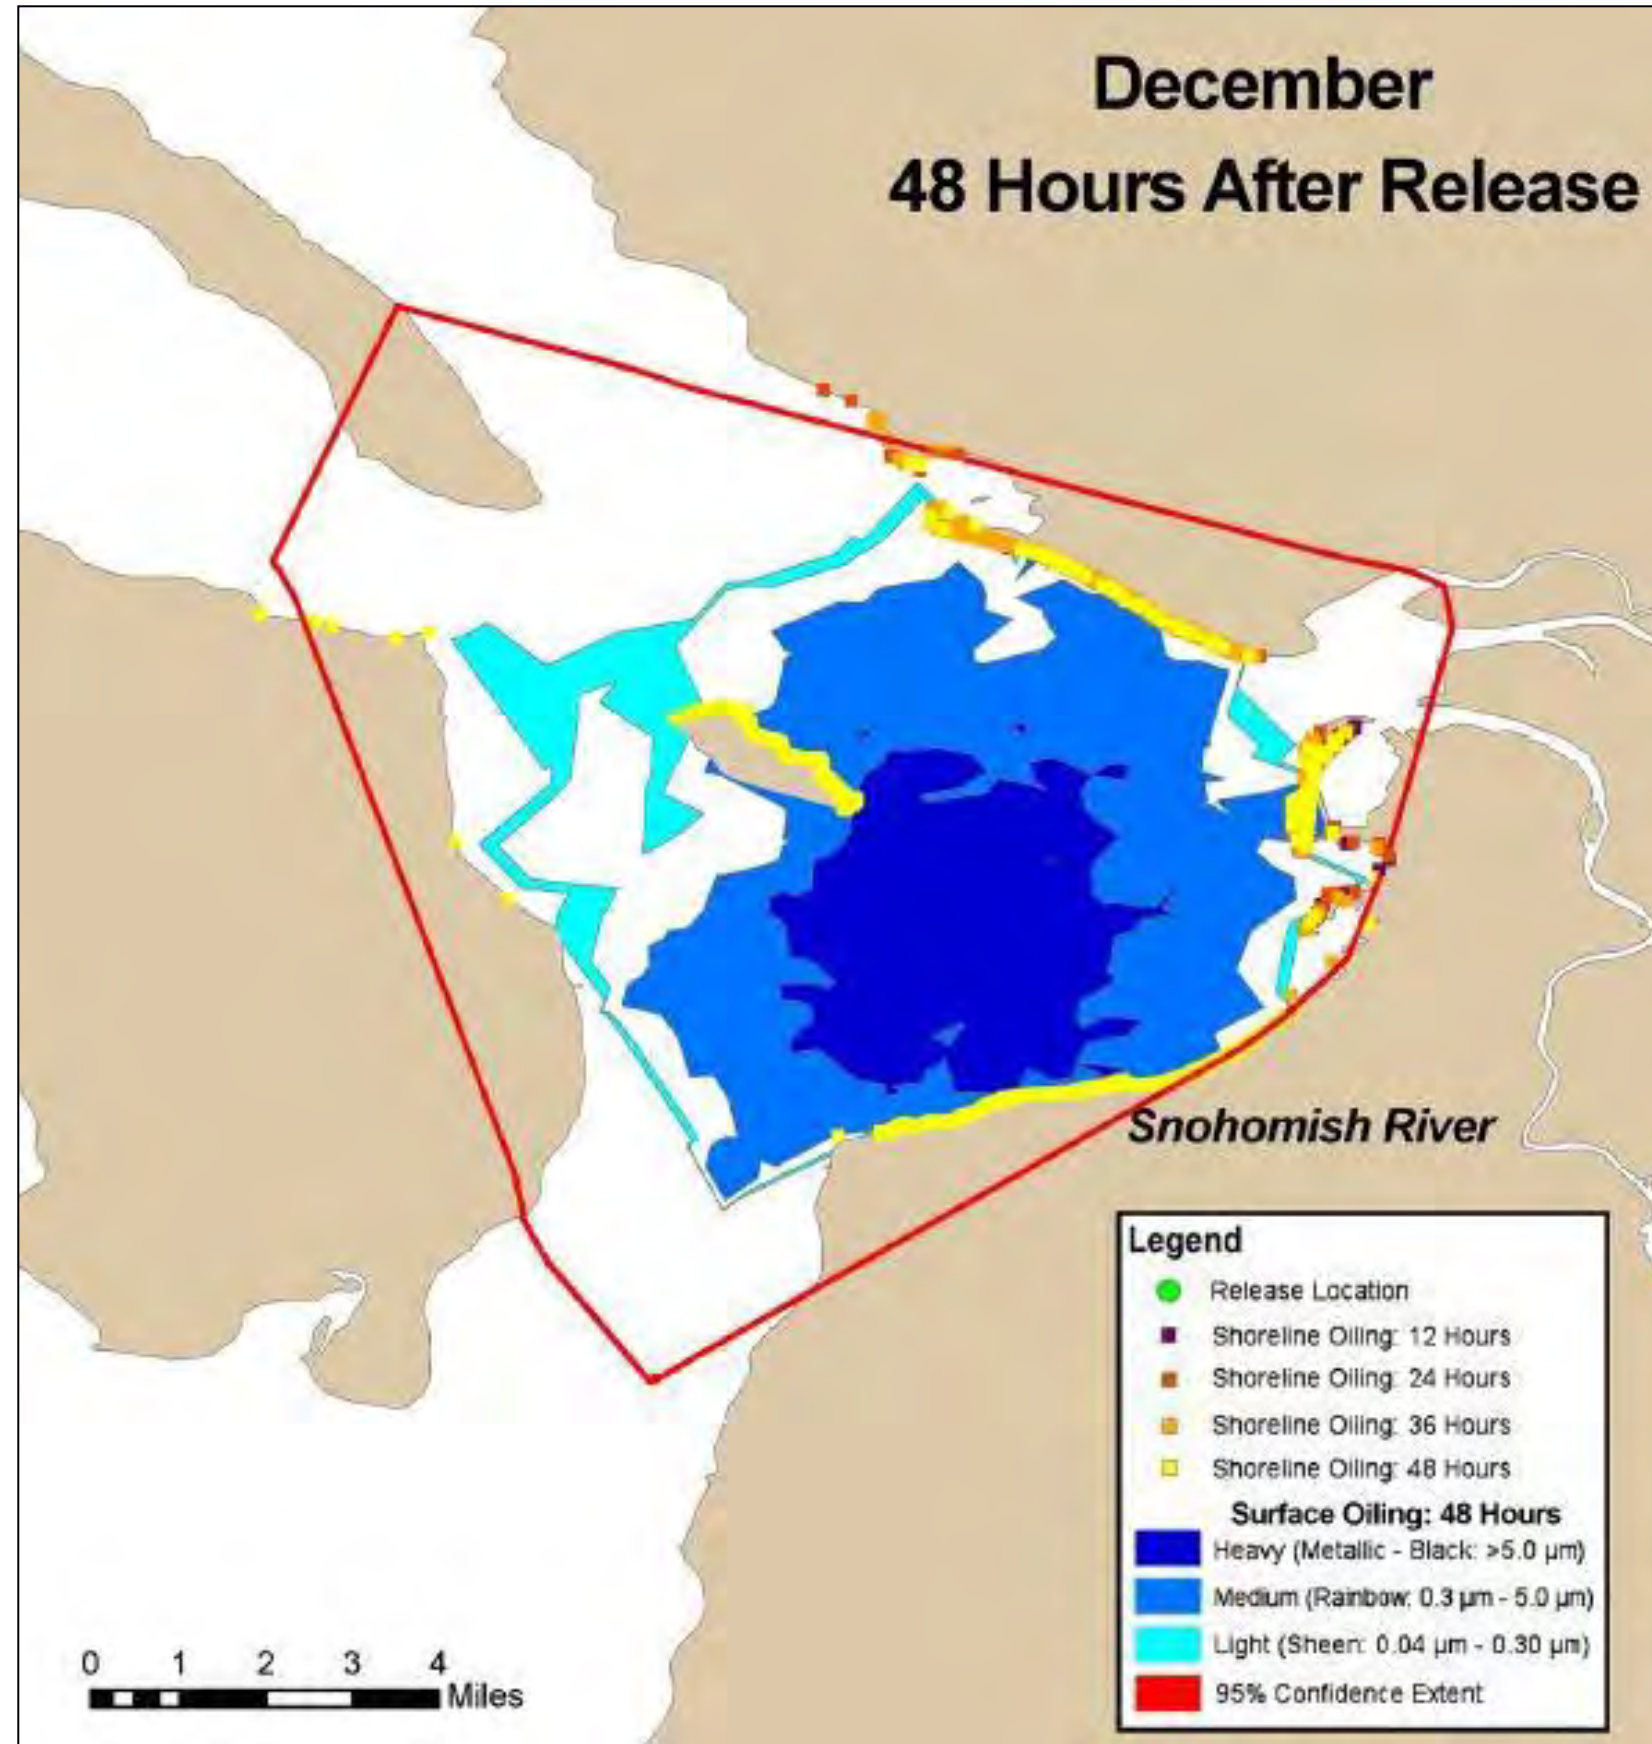 December
48 Hours After Release
Snohomish River
Legend
Release Location
Shoreline Oiling: 12 Hours
Shoreline Oiling: 24 Hours
Shoreline Oiling: 36 Hours
Shoreline Oiling: 48 Hours
Surface Oiling: 48 Hours
Heavy (Metallic - Black: >5.0 µm)
Medium (Rainbow: 0.3 µm - 5.0 µm)
Light (Sheen: 0.04 µm - 0.30 µm)
95% Confidence Extent
0 1 2 3 4
Miles